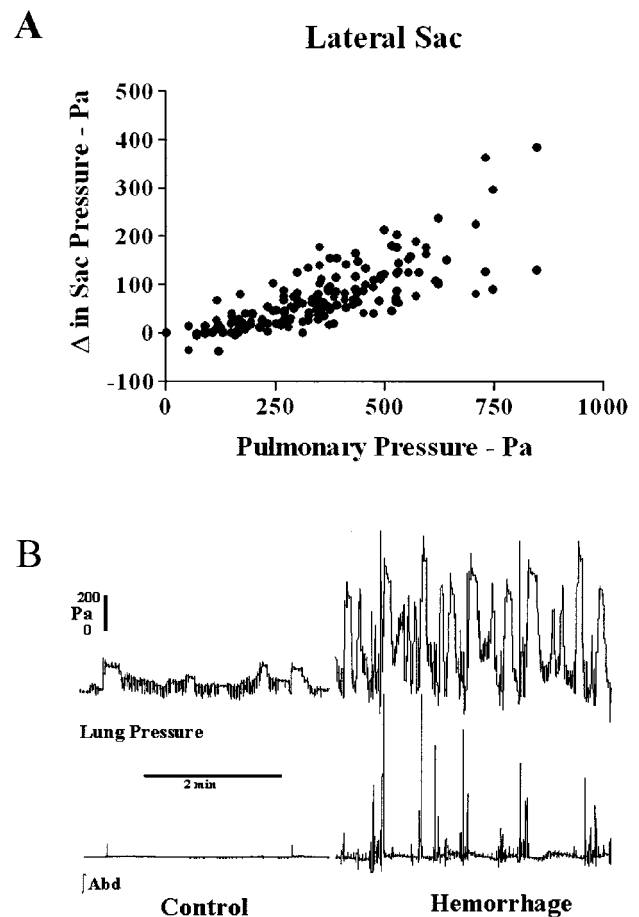 A
Lateral Sac
Δ in Sac Pressure - Pa
500
400
300
200
100
0
-100
0
250
500
750
1000
Pulmonary Pressure - Pa
B
200
Pa
0
Lung Pressure
2 min
∫Abd
Control
Hemorrhage